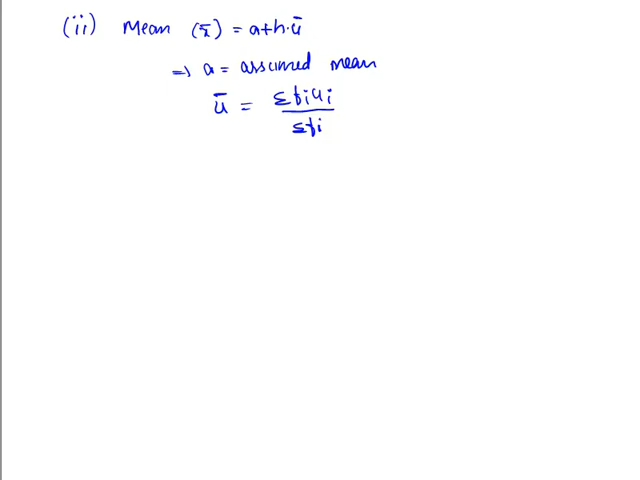 (ii) Mean (x̄) = a+h·ū
⇒ a = assumed mean
ū = Σfiui / Σfi